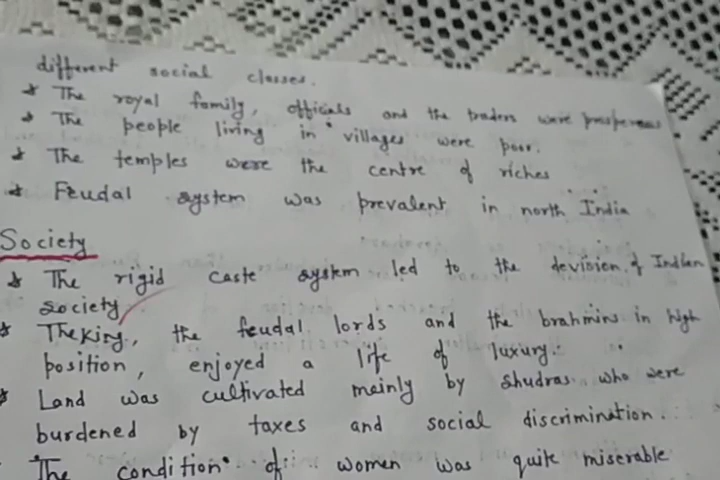 different social classes.
* The royal family, officials and the traders were prosperous
* The people living in villages were poor.
* The temples were the centre of riches
* Feudal system was prevalent in north India
Society
* The rigid caste system led to the devision of Indian
society
* The king, the feudal lords and the brahmins in high
position, enjoyed a life of luxury.
* Land was cultivated mainly by Shudras who were
burdened by taxes and social discrimination.
The condition of women was quite miserable